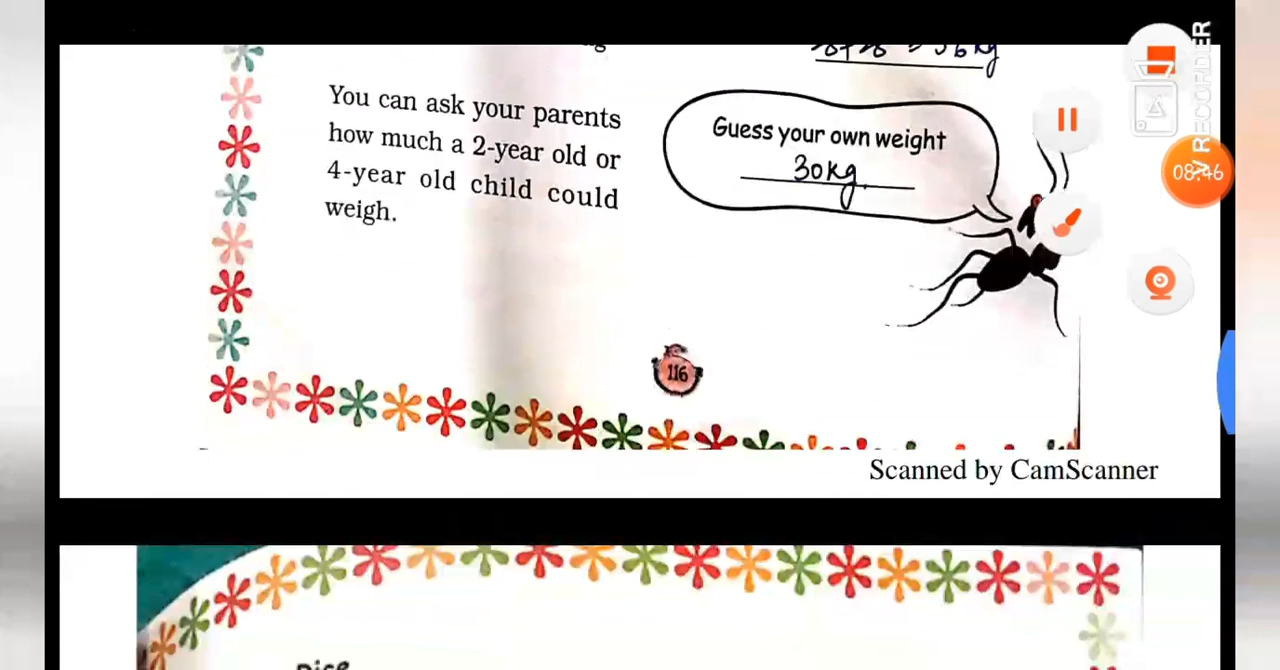 You can ask your parents
how much a 2-year old or
4-year old child could
weigh.
Guess your own weight
30kg
116
Scanned by CamScanner
08:46
V RECORDER